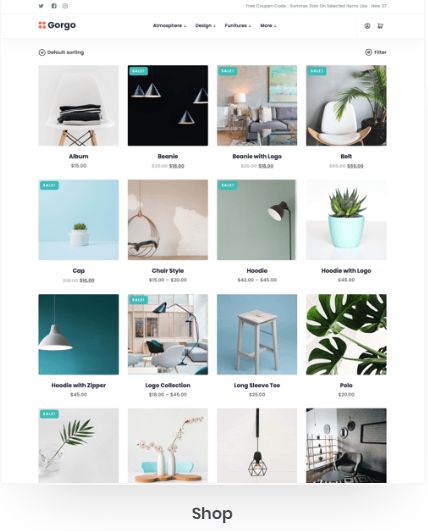 Free Coupon Code : Summer Sale On Selected Items Use : New 27
Gorgo
Atmosphere Design Funitures More
Default sorting Filter
SALE! SALE! SALE!
Album Beanie Beanie with Logo Belt
$15.00 $20.00 $18.00 $20.00 $18.00 $65.00 $55.00
SALE! SALE!
Cap Chair Style Hoodie Hoodie with Logo
$18.00 $16.00 $15.00 – $20.00 $42.00 – $45.00 $45.00
SALE!
Hoodie with Zipper Logo Collection Long Sleeve Tee Polo
$45.00 $18.00 – $45.00 $25.00 $20.00
SALE!
Shop